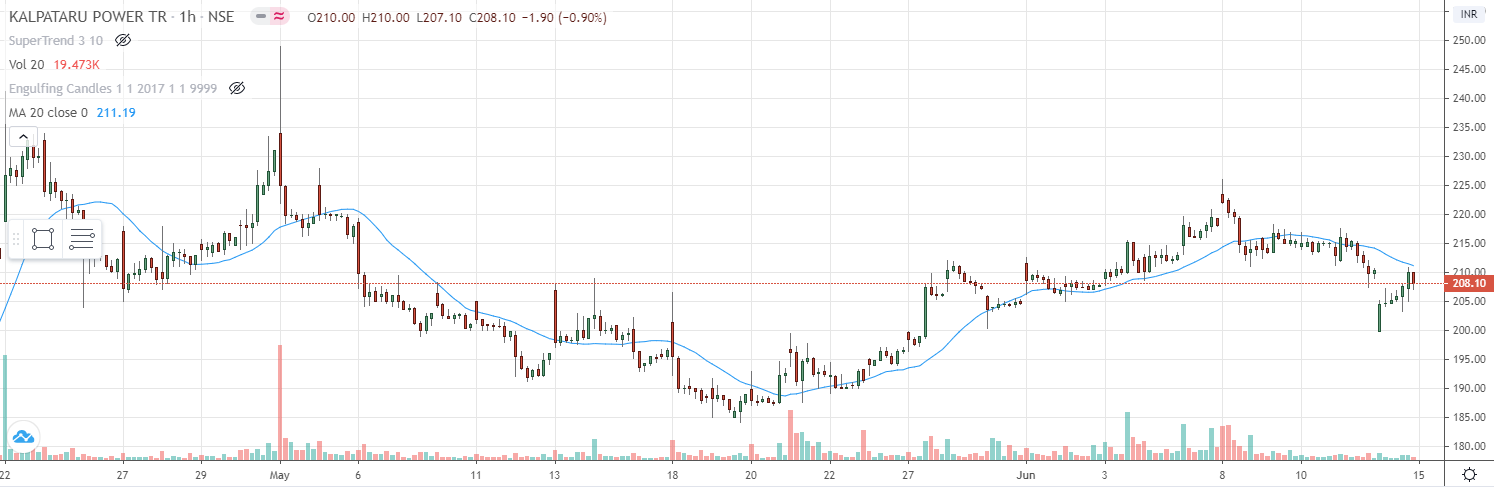 KALPATARU POWER TR · 1h · NSE O210.00 H210.00 L207.10 C208.10 −1.90 (−0.90%)
SuperTrend 3 10
Vol 20 19.473K
Engulfing Candles 1 1 2017 1 1 9999
MA 20 close 0 211.19
INR
250.00
245.00
240.00
235.00
230.00
225.00
220.00
215.00
210.00
208.10
205.00
200.00
195.00
190.00
185.00
180.00
22 27 29 May 6 11 13 18 20 22 27 Jun 3 8 10 15